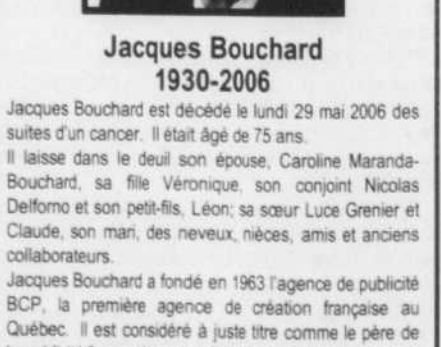 Jacques Bouchard
1930-2006
Jacques Bouchard est décédé le lundi 29 mai 2006 des
suites d'un cancer. Il était âgé de 75 ans.
Il laisse dans le deuil son épouse, Caroline Maranda-
Bouchard, sa fille Véronique, son conjoint Nicolas
Delforno et son petit-fils, Léon; sa sœur Luce Grenier et
Claude, son mari, des neveux, nièces, amis et anciens
collaborateurs.
Jacques Bouchard a fondé en 1963 l'agence de publicité
BCP, la première agence de création française au
Québec. Il est considéré à juste titre comme le père de